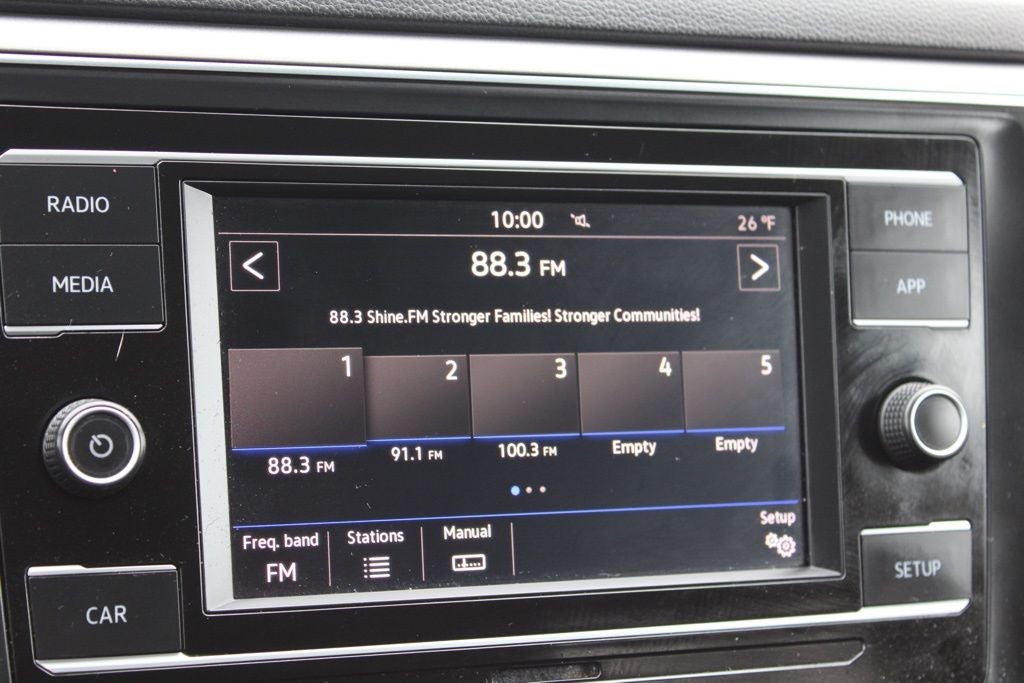 RADIO
MEDIA
CAR
10:00
26 °F
<
88.3 FM
>
88.3 Shine.FM Stronger Families! Stronger Communities!
1
2
3
4
5
88.3 FM
91.1 FM
100.3 FM
Empty
Empty
Freq. band
FM
Stations
Manual
Setup
PHONE
APP
SETUP